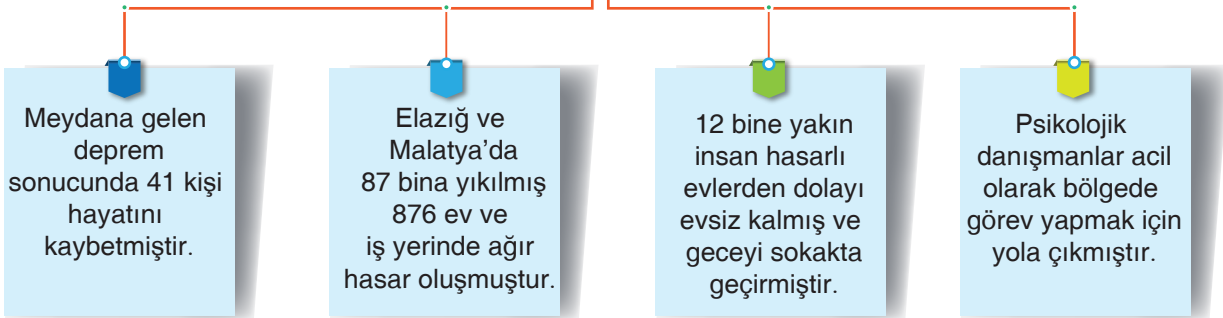 Meydana gelen
deprem
sonucunda 41 kişi
hayatını
kaybetmiştir.
Elazığ ve
Malatya’da
87 bina yıkılmış
876 ev ve
iş yerinde ağır
hasar oluşmuştur.
12 bine yakın
insan hasarlı
evlerden dolayı
evsiz kalmış ve
geceyi sokakta
geçirmiştir.
Psikolojik
danışmanlar acil
olarak bölgede
görev yapmak için
yola çıkmıştır.